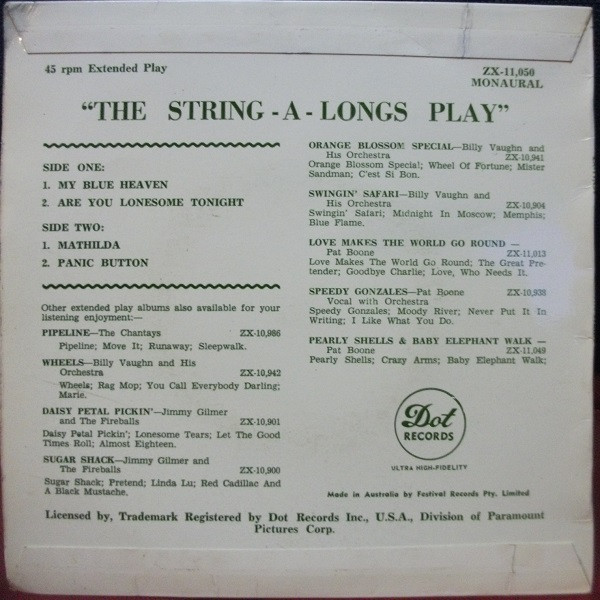 45 rpm Extended Play
ZX-11,050
MONAURAL
"THE STRING-A-LONGS PLAY"
SIDE ONE:
1. MY BLUE HEAVEN
2. ARE YOU LONESOME TONIGHT
SIDE TWO:
1. MATHILDA
2. PANIC BUTTON
Other extended play albums also available for your
listening enjoyment:—
PIPELINE—The Chantays ZX-10,986
Pipeline; Move It; Runaway; Sleepwalk.
WHEELS—Billy Vaughn and His
Orchestra ZX-10,942
Wheels; Rag Mop; You Call Everybody Darling;
Marie.
DAISY PETAL PICKIN'—Jimmy Gilmer
and The Fireballs ZX-10,901
Daisy Petal Pickin'; Lonesome Tears; Let The Good
Times Roll; Almost Eighteen.
SUGAR SHACK—Jimmy Gilmer and
The Fireballs ZX-10,900
Sugar Shack; Pretend; Linda Lu; Red Cadillac And
A Black Mustache.
ORANGE BLOSSOM SPECIAL—Billy Vaughn and
His Orchestra ZX-10,941
Orange Blossom Special; Wheel Of Fortune; Mister
Sandman; C'est Si Bon.
SWINGIN' SAFARI—Billy Vaughn and
His Orchestra ZX-10,904
Swingin' Safari; Midnight In Moscow; Memphis;
Blue Flame.
LOVE MAKES THE WORLD GO ROUND —
Pat Boone ZX-11,013
Love Makes The World Go Round; The Great Pre-
tender; Goodbye Charlie; Love, Who Needs It.
SPEEDY GONZALES—Pat Boone ZX-10,938
Vocal with Orchestra
Speedy Gonzales; Moody River; Never Put It In
Writing; I Like What You Do.
PEARLY SHELLS & BABY ELEPHANT WALK —
Pat Boone ZX-11,049
Pearly Shells; Crazy Arms; Baby Elephant Walk;
Dot
RECORDS
ULTRA HIGH-FIDELITY
Made in Australia by Festival Records Pty. Limited
Licensed by, Trademark Registered by Dot Records Inc., U.S.A., Division of Paramount
Pictures Corp.